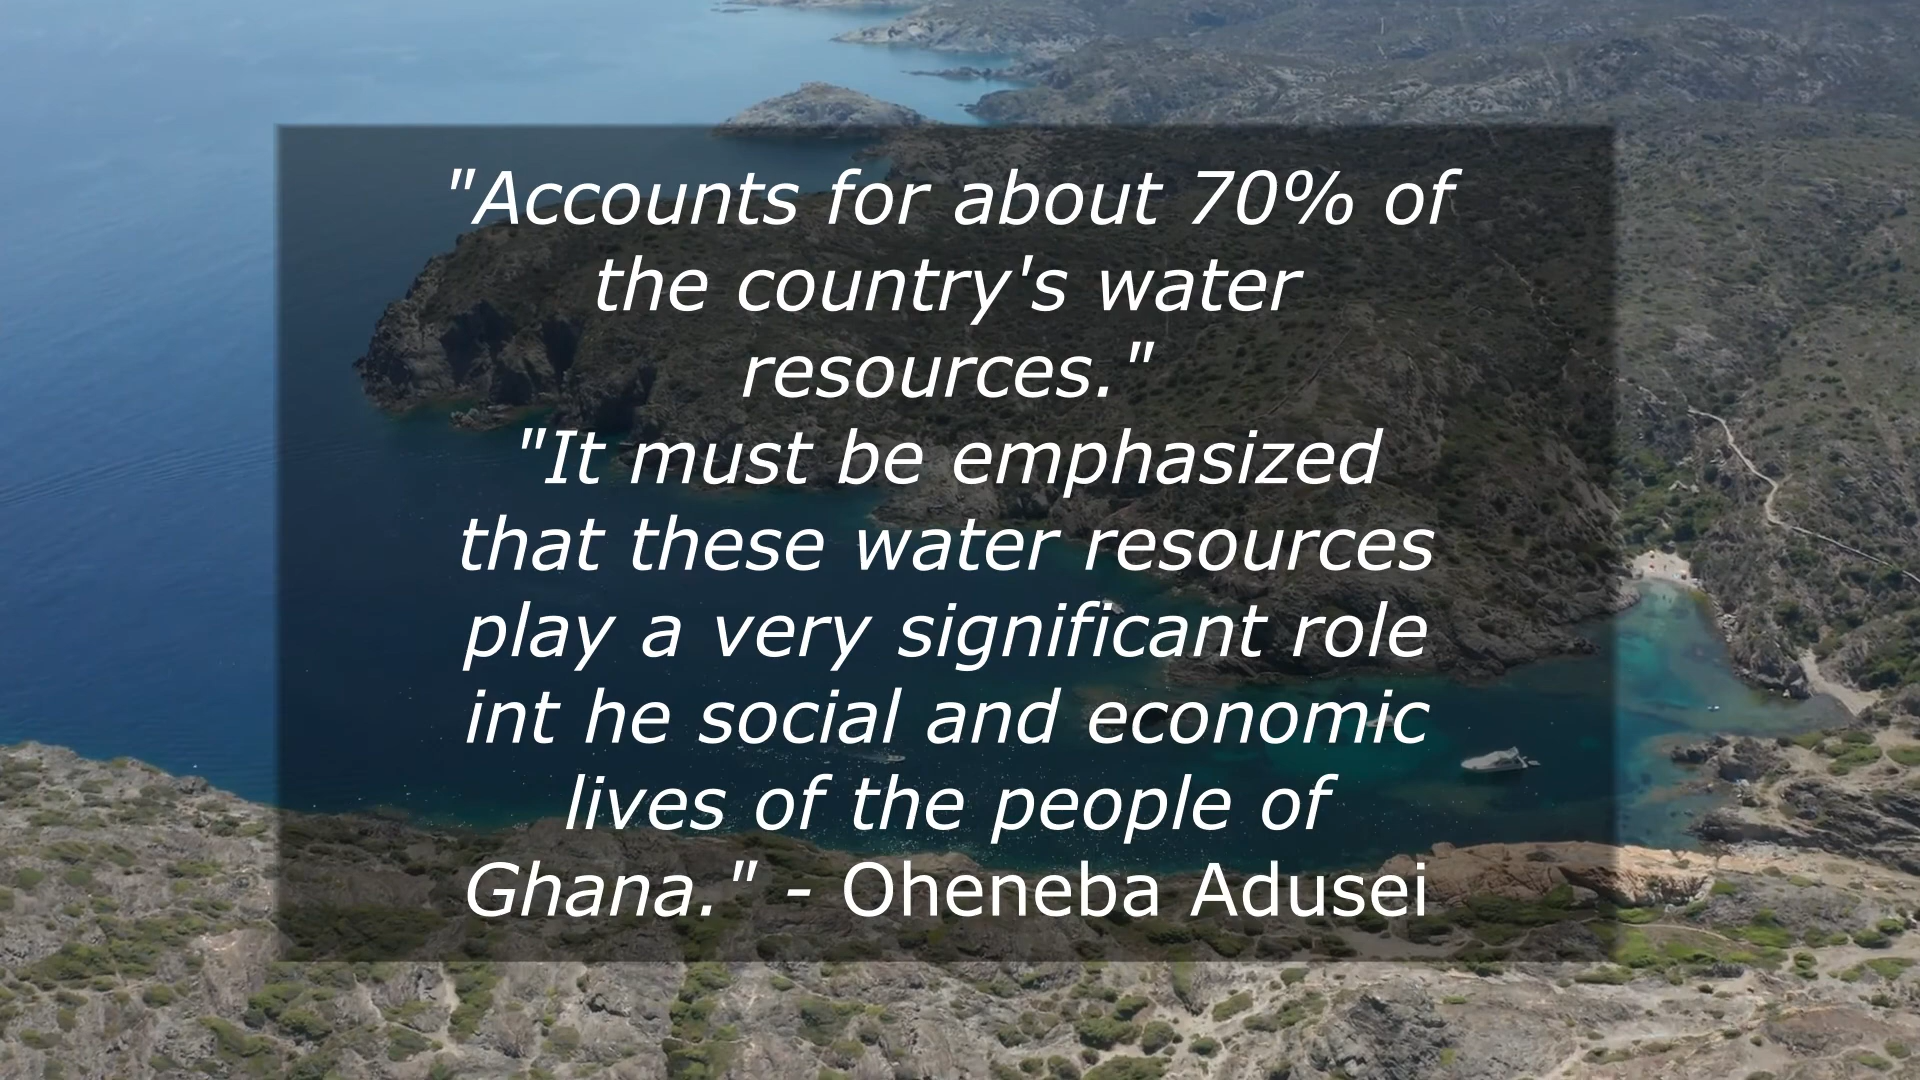 "Accounts for about 70% of
the country's water
resources."
"It must be emphasized
that these water resources
play a very significant role
int he social and economic
lives of the people of
Ghana." - Oheneba Adusei